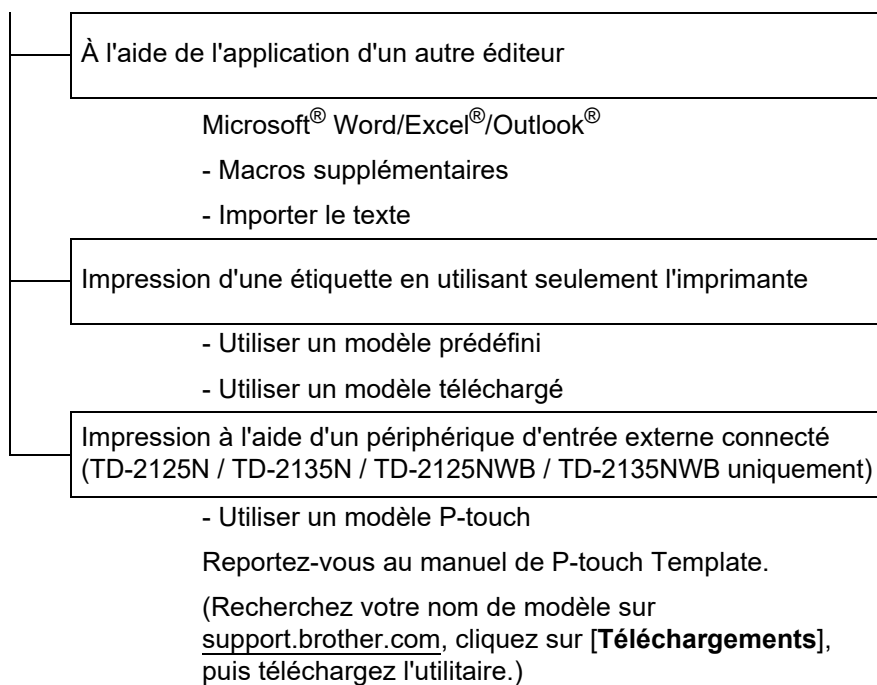 À l'aide de l'application d'un autre éditeur
Microsoft® Word/Excel®/Outlook®
- Macros supplémentaires
- Importer le texte
Impression d'une étiquette en utilisant seulement l'imprimante
- Utiliser un modèle prédéfini
- Utiliser un modèle téléchargé
Impression à l'aide d'un périphérique d'entrée externe connecté
(TD-2125N / TD-2135N / TD-2125NWB / TD-2135NWB uniquement)
- Utiliser un modèle P-touch
Reportez-vous au manuel de P-touch Template.
(Recherchez votre nom de modèle sur
support.brother.com, cliquez sur [Téléchargements],
puis téléchargez l'utilitaire.)